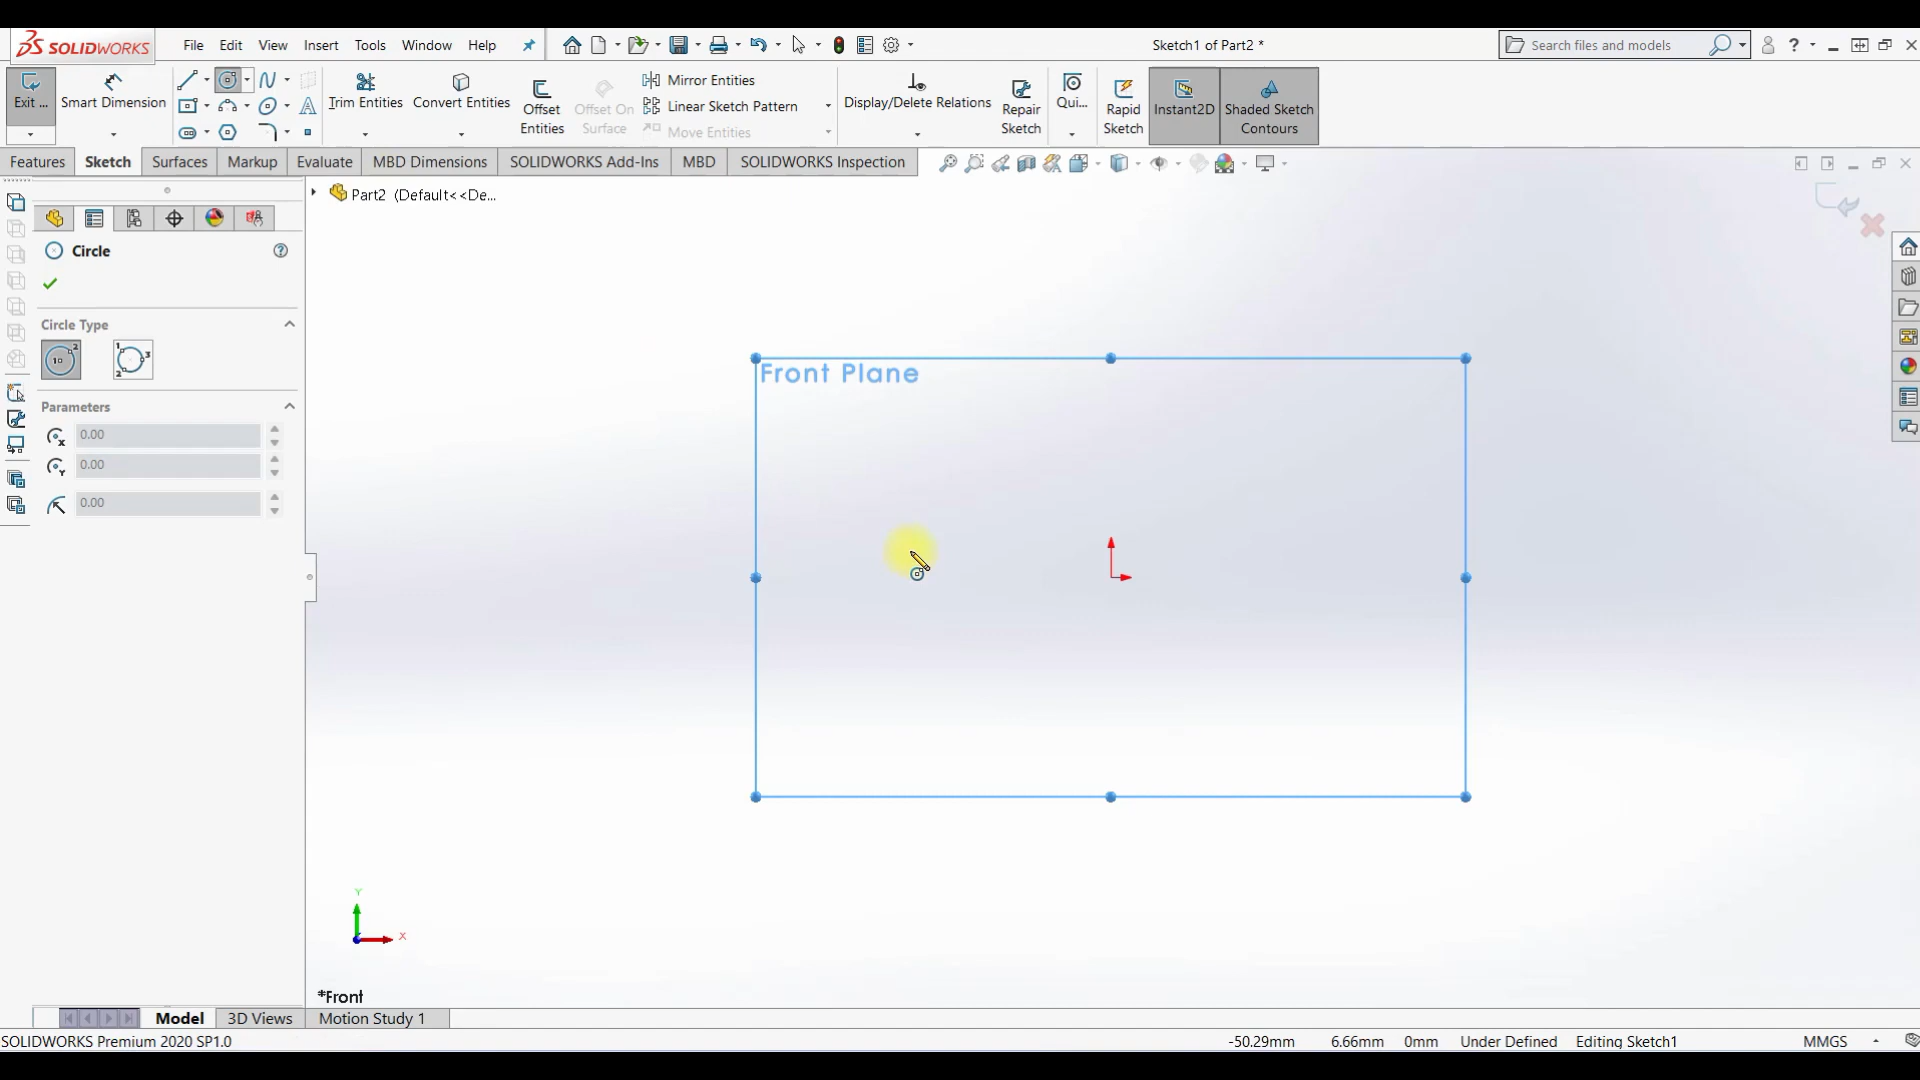 SOLIDWORKS File Edit View Insert Tools Window Help Sketch1 of Part2 * Search files and models ?
Exit ... Smart Dimension Trim Entities Convert Entities Offset Entities Offset On Surface Mirror Entities Linear Sketch Pattern Move Entities Display/Delete Relations Repair Sketch Qui... Rapid Sketch Instant2D Shaded Sketch Contours
Features Sketch Surfaces Markup Evaluate MBD Dimensions SOLIDWORKS Add-Ins MBD SOLIDWORKS Inspection
Part2 (Default<<De...
Circle ?
Circle Type
Front Plane
Parameters
0.00
0.00
0.00
Y
X
*Front
Model 3D Views Motion Study 1
SOLIDWORKS Premium 2020 SP1.0 -50.29mm 6.66mm 0mm Under Defined Editing Sketch1 MMGS